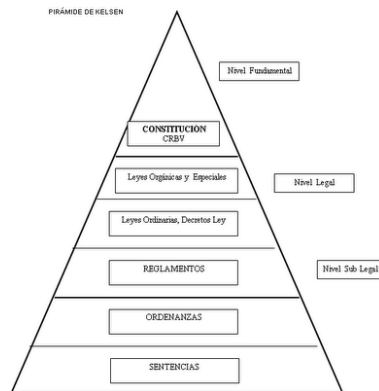 PIRÁMIDE DE KELSEN
Nivel Fundamental
CONSTITUCIÓN
CRBV
Leyes Orgánicas y Especiales
Nivel Legal
Leyes Ordinarias, Decretos Ley
REGLAMENTOS
Nivel Sub Legal
ORDENANZAS
SENTENCIAS